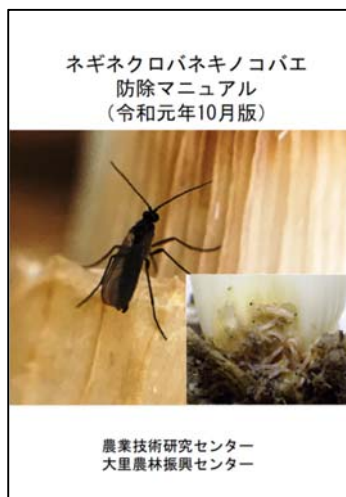 ネギネクロバネキノコバエ
防除マニュアル
（令和元年10月版）
農業技術研究センター
大里農林振興センター